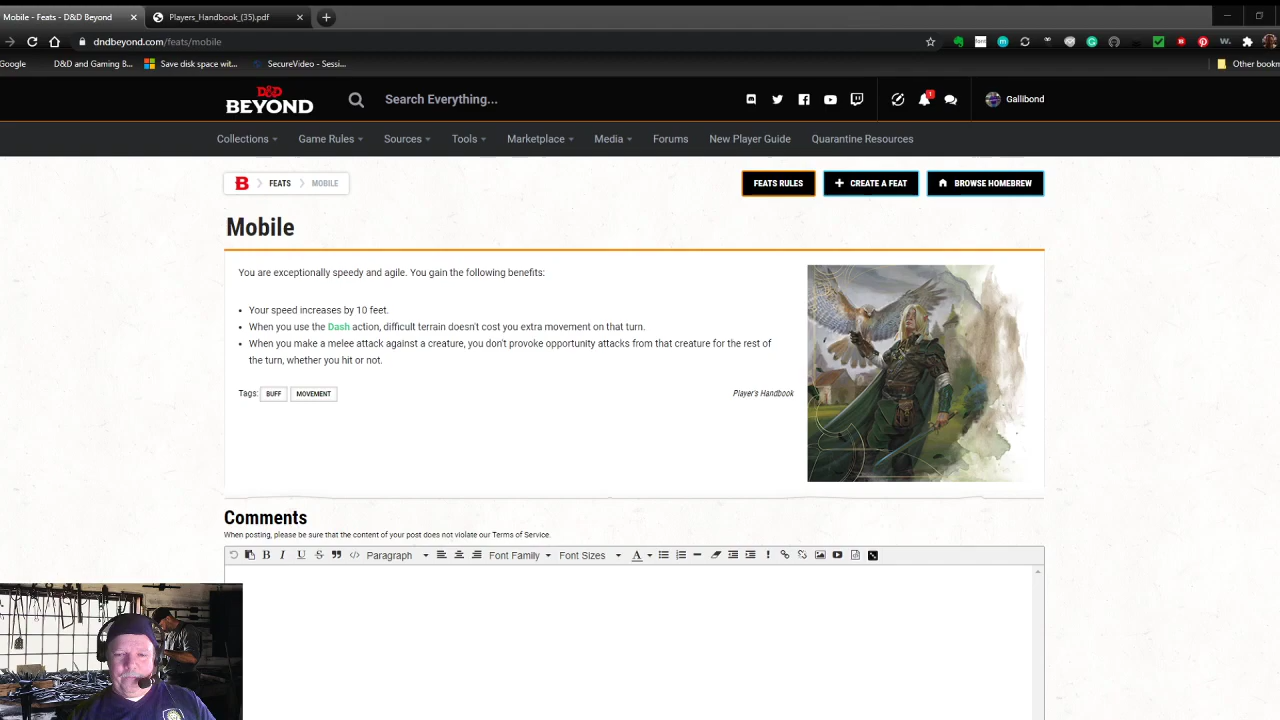 Mobile - Feats - D&D Beyond
Players_Handbook_(35).pdf
dndbeyond.com/feats/mobile
Google
D&D and Gaming B...
Save disk space wit...
SecureVideo - Sessi...
Other bookm
D&D
BEYOND
Search Everything...
1
Gallibond
Collections
Game Rules
Sources
Tools
Marketplace
Media
Forums
New Player Guide
Quarantine Resources
B
FEATS
MOBILE
FEATS RULES
CREATE A FEAT
BROWSE HOMEBREW
Mobile
You are exceptionally speedy and agile. You gain the following benefits:
Your speed increases by 10 feet.
When you use the Dash action, difficult terrain doesn't cost you extra movement on that turn.
When you make a melee attack against a creature, you don't provoke opportunity attacks from that creature for the rest of
the turn, whether you hit or not.
Tags: BUFF MOVEMENT
Player's Handbook
Comments
When posting, please be sure that the content of your post does not violate our Terms of Service.
B I U S Paragraph Font Family Font Sizes A